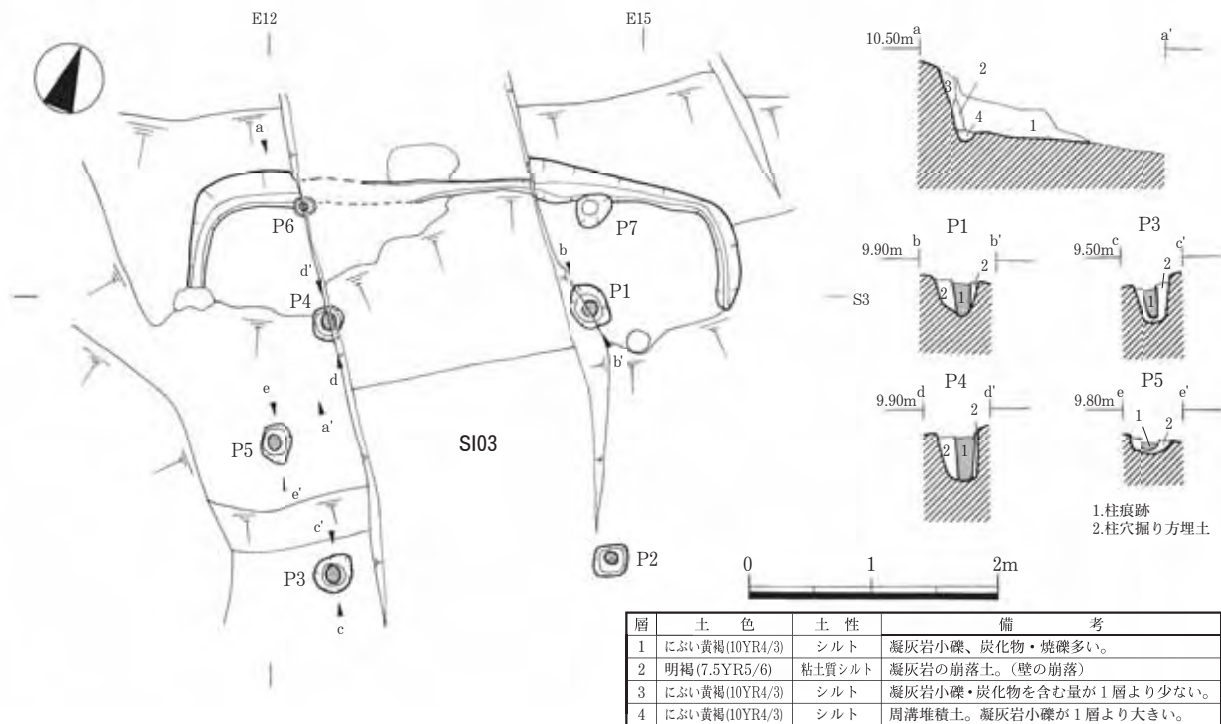 E12
E15
a
P6
P7
d'
b
P4
P1
S3
d
b'
e
a'
P5
SI03
e'
c'
P3
P2
c
10.50m
a
a'
2
3
4
1
P1
P3
9.90m
b
b'
9.50m
c
c'
2
2
1
2
1
P4
P5
9.90m
d
d'
9.80m
e
e'
2
2
1
1
2
1.柱痕跡
2.柱穴掘り方埋土
0
1
2m
層 土色 土性 備考
1 にぶい黄褐(10YR4/3) シルト 凝灰岩小礫、炭化物・焼礫多い。
2 明褐(7.5YR5/6) 粘土質シルト 凝灰岩の崩落土。(壁の崩落)
3 にぶい黄褐(10YR4/3) シルト 凝灰岩小礫・炭化物を含む量が1層より少ない。
4 にぶい黄褐(10YR4/3) シルト 周溝堆積土。凝灰岩小礫が1層より大きい。